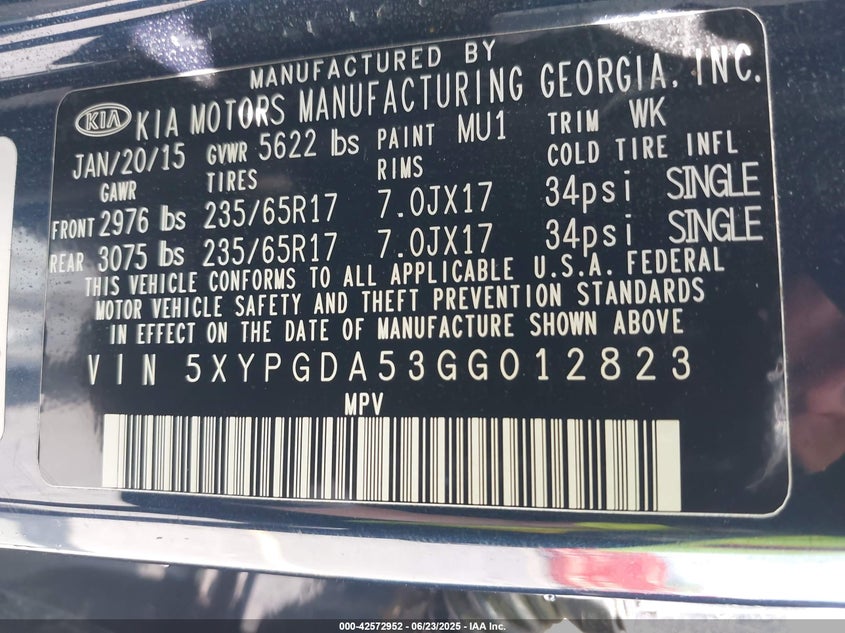 MANUFACTURED BY
KIA KIA MOTORS MANUFACTURING GEORGIA, INC.
JAN/20/15 GVWR 5622 lbs PAINT MU1 TRIM WK
GAWR TIRES RIMS COLD TIRE INFL
FRONT 2976 lbs 235/65R17 7.0JX17 34psi SINGLE
REAR 3075 lbs 235/65R17 7.0JX17 34psi SINGLE
THIS VEHICLE CONFORMS TO ALL APPLICABLE U.S.A. FEDERAL
MOTOR VEHICLE SAFETY AND THEFT PREVENTION STANDARDS
IN EFFECT ON THE DATE OF MANUFACTURE SHOWN ABOVE
VIN 5XYPGDA53GG012823
MPV
000-42572952 - 06/23/2025 - IAA Inc.